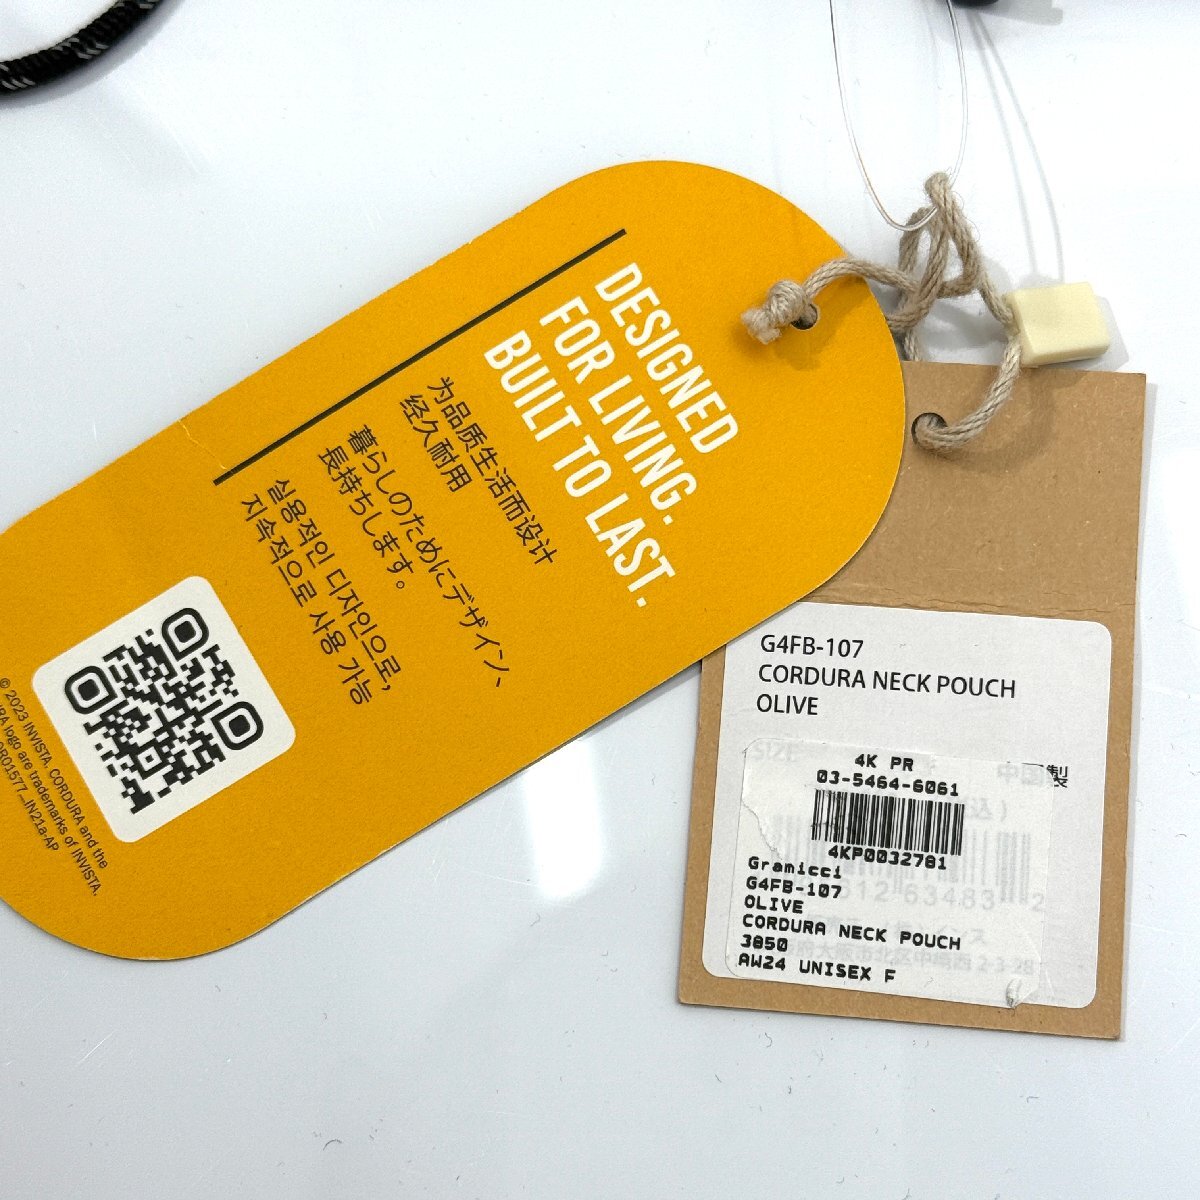 DESIGNED
FOR LIVING.
BUILT TO LAST.
为品质生活而设计
经久耐用
暮らしのためにデザイン、
長持ちします。
실용적인 디자인으로,
지속적으로 사용 가능
© 2023 INVISTA. CORDURA and the
logo are trademarks of INVISTA.
G4FB-107
CORDURA NECK POUCH
OLIVE
SIZE
中国製
4K PR
03-5464-6061
4KP0032781
Gramicci
G4FB-107
OLIVE
CORDURA NECK POUCH
3850
AW24 UNISEX F
63483 2